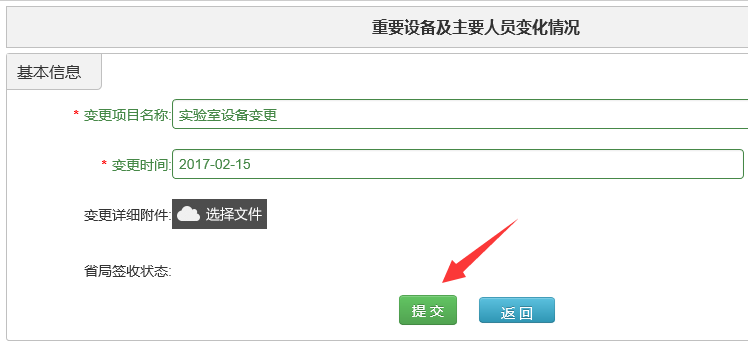 重要设备及主要人员变化情况
基本信息
* 变更项目名称: 实验室设备变更
* 变更时间: 2017-02-15
变更详细附件: 选择文件
省局签收状态:
提交 返回